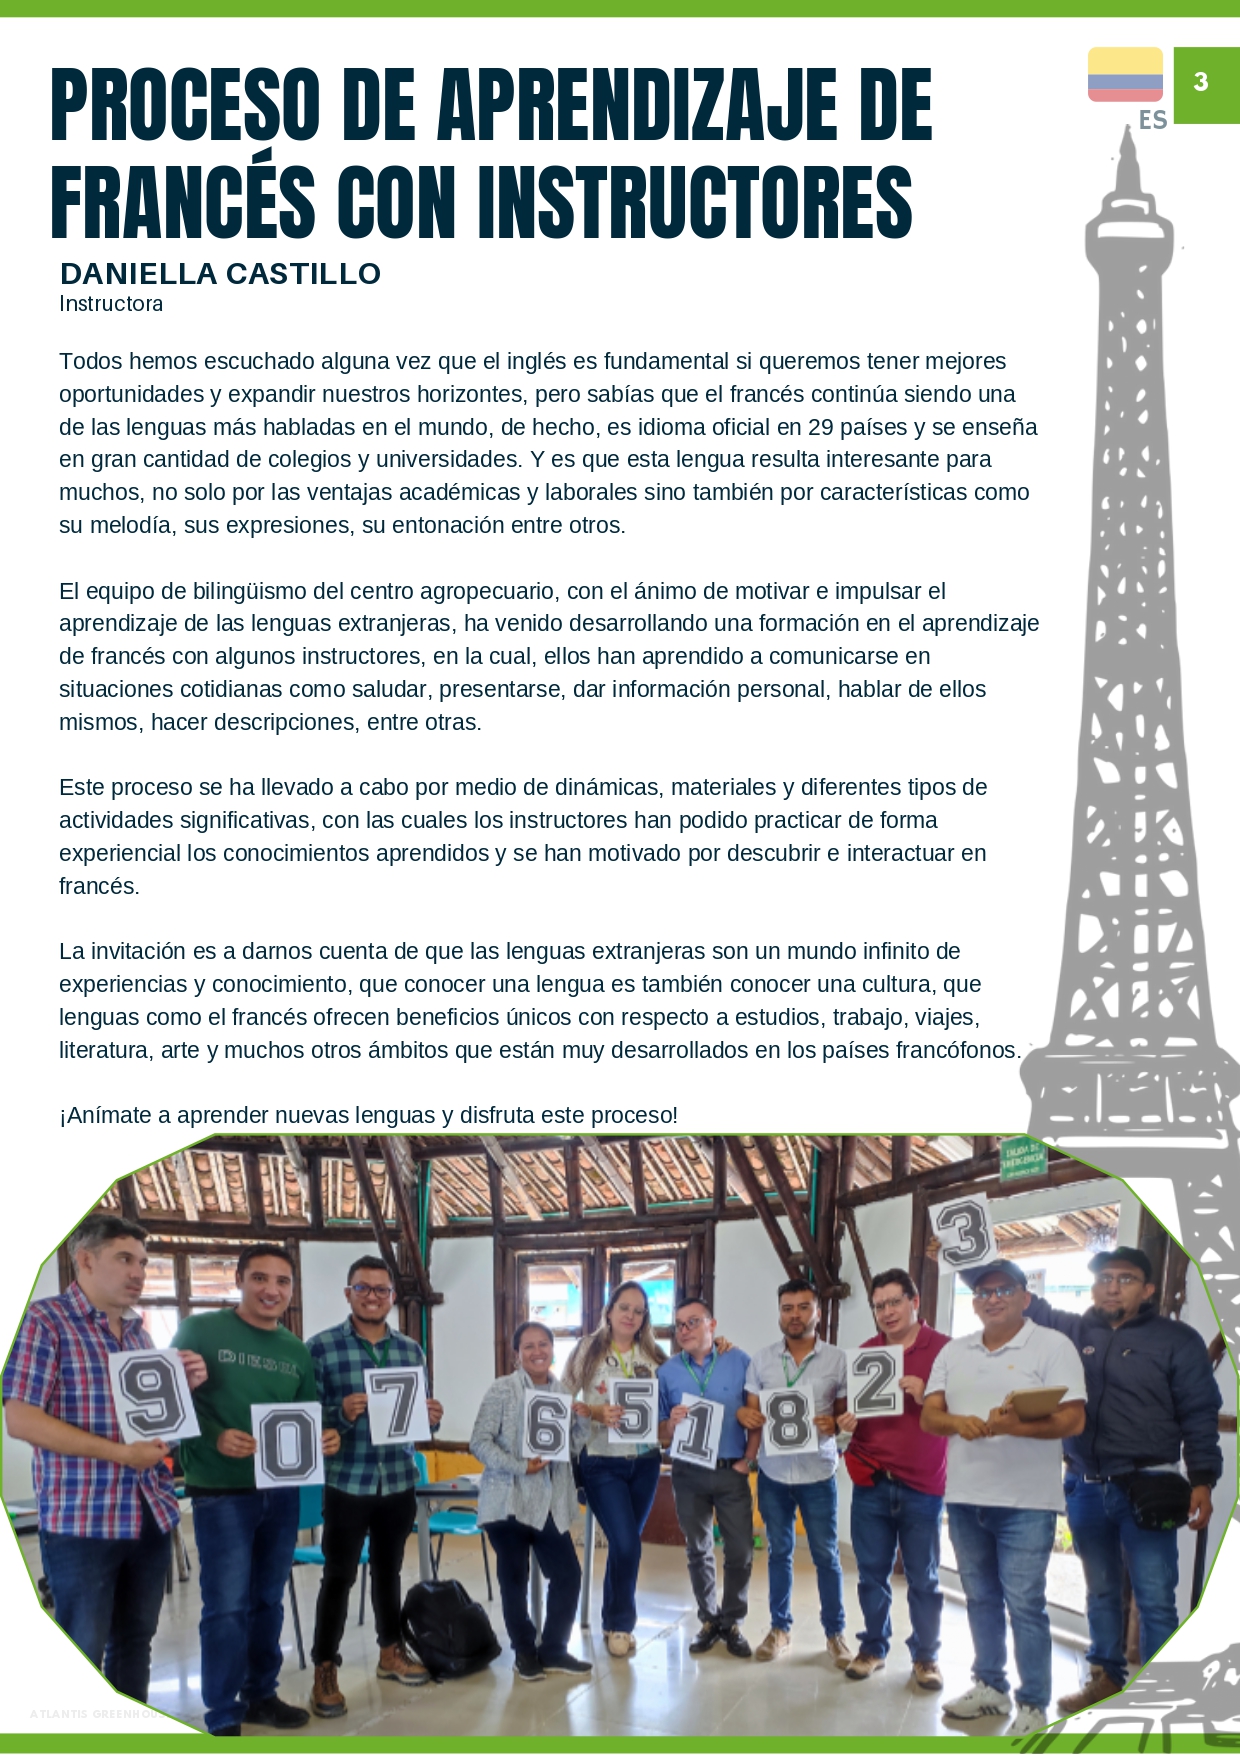 3
ES
PROCESO DE APRENDIZAJE DE
FRANCÉS CON INSTRUCTORES
DANIELLA CASTILLO
Instructora
Todos hemos escuchado alguna vez que el inglés es fundamental si queremos tener mejores
oportunidades y expandir nuestros horizontes, pero sabías que el francés continúa siendo una
de las lenguas más habladas en el mundo, de hecho, es idioma oficial en 29 países y se enseña
en gran cantidad de colegios y universidades. Y es que esta lengua resulta interesante para
muchos, no solo por las ventajas académicas y laborales sino también por características como
su melodía, sus expresiones, su entonación entre otros.
El equipo de bilingüismo del centro agropecuario, con el ánimo de motivar e impulsar el
aprendizaje de las lenguas extranjeras, ha venido desarrollando una formación en el aprendizaje
de francés con algunos instructores, en la cual, ellos han aprendido a comunicarse en
situaciones cotidianas como saludar, presentarse, dar información personal, hablar de ellos
mismos, hacer descripciones, entre otras.
Este proceso se ha llevado a cabo por medio de dinámicas, materiales y diferentes tipos de
actividades significativas, con las cuales los instructores han podido practicar de forma
experiencial los conocimientos aprendidos y se han motivado por descubrir e interactuar en
francés.
La invitación es a darnos cuenta de que las lenguas extranjeras son un mundo infinito de
experiencias y conocimiento, que conocer una lengua es también conocer una cultura, que
lenguas como el francés ofrecen beneficios únicos con respecto a estudios, trabajo, viajes,
literatura, arte y muchos otros ámbitos que están muy desarrollados en los países francófonos.
¡Anímate a aprender nuevas lenguas y disfruta este proceso!
SALIDA DE
EMERGENCIA
3
DIESEL
9
0
7
6
5
1
8
2
ATLANTIS GREENHOUS